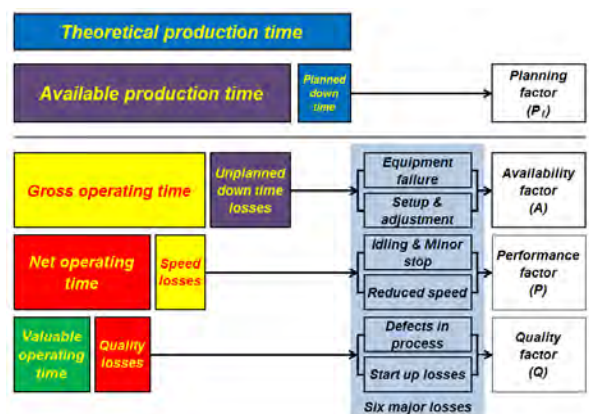 Theoretical production time
Available production time
Planned
down
time
Planning
factor
(P₁)
Gross operating time
Unplanned
down time
losses
Equipment
failure
Setup &
adjustment
Availability
factor
(A)
Net operating
time
Speed
losses
Idling & Minor
stop
Reduced speed
Performance
factor
(P)
Valuable
operating
time
Quality
losses
Defects in
process
Start up losses
Quality
factor
(Q)
Six major losses